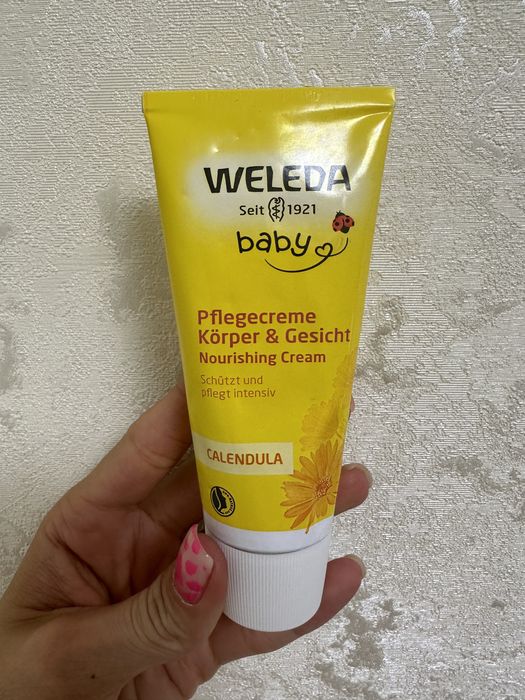 WELEDA
Seit 1921
baby
Pflegecreme
Körper & Gesicht
Nourishing Cream
Schützt und
pflegt intensiv
CALENDULA